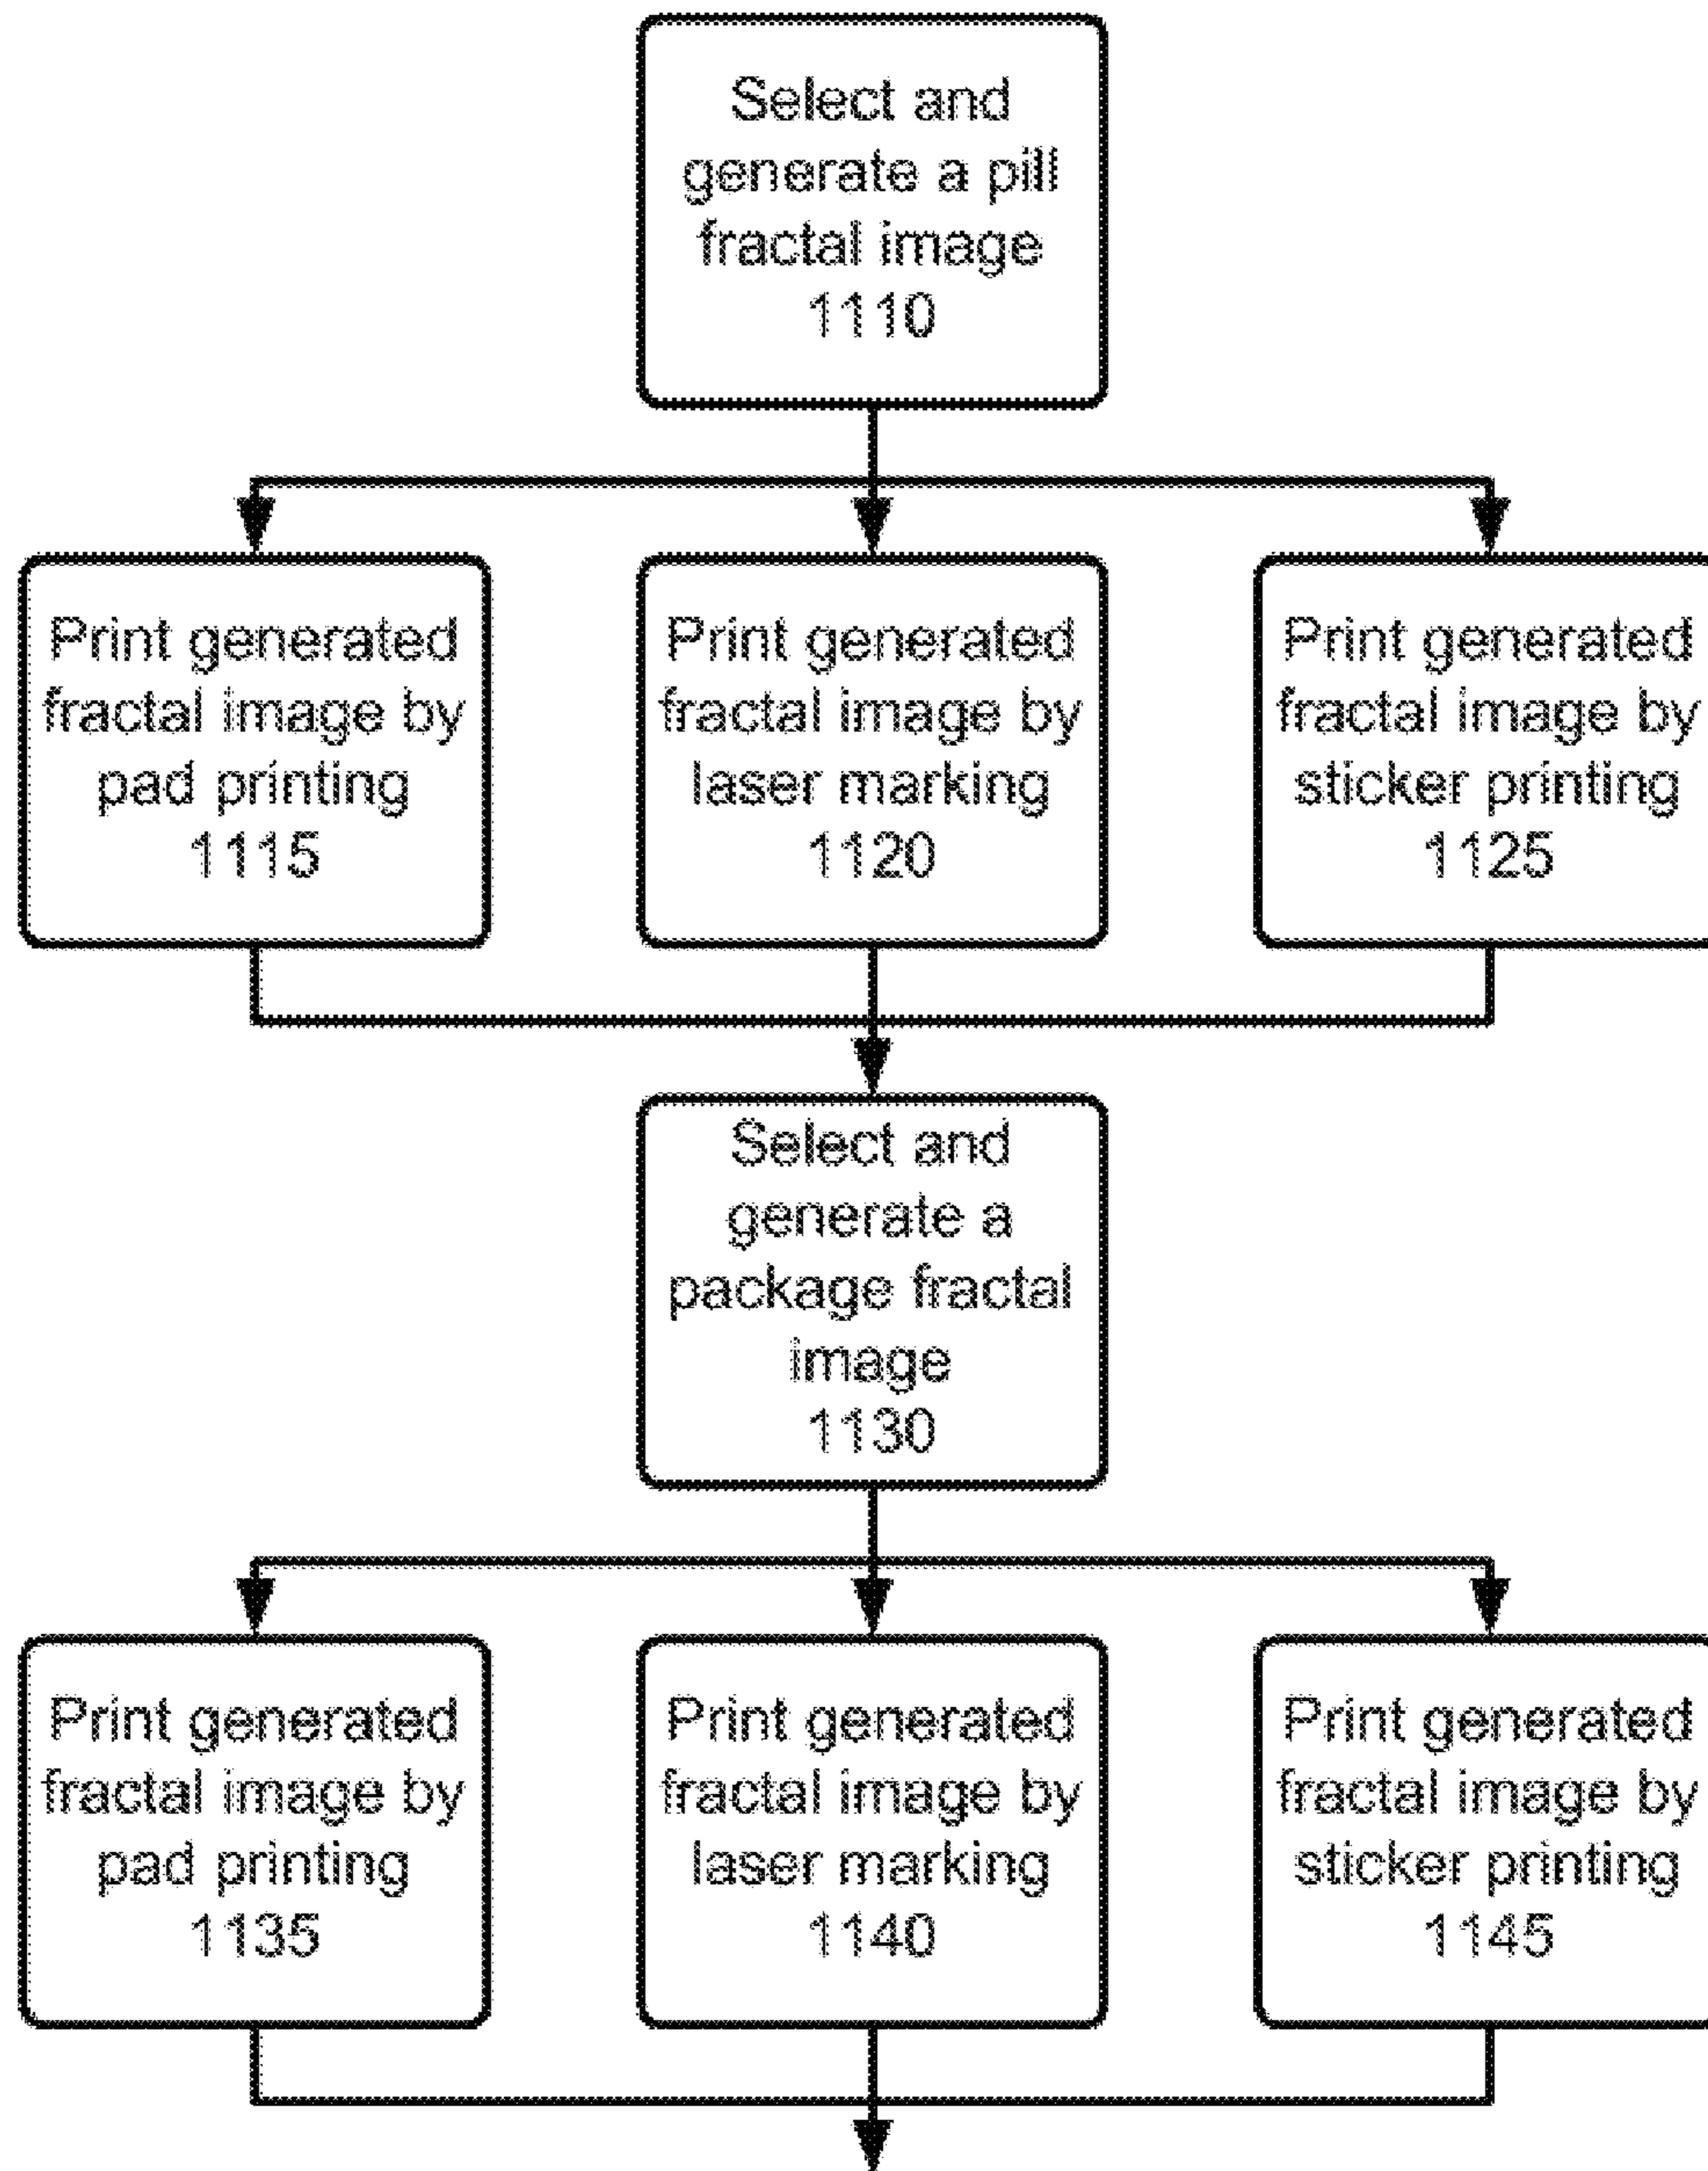 Select and
generate a pill
fractal image
1110
Print generated
fractal image by
pad printing
1115
Print generated
fractal image by
laser marking
1120
Print generated
fractal image by
sticker printing
1125
Select and
generate a
package fractal
image
1130
Print generated
fractal image by
pad printing
1135
Print generated
fractal image by
laser marking
1140
Print generated
fractal image by
sticker printing
1145